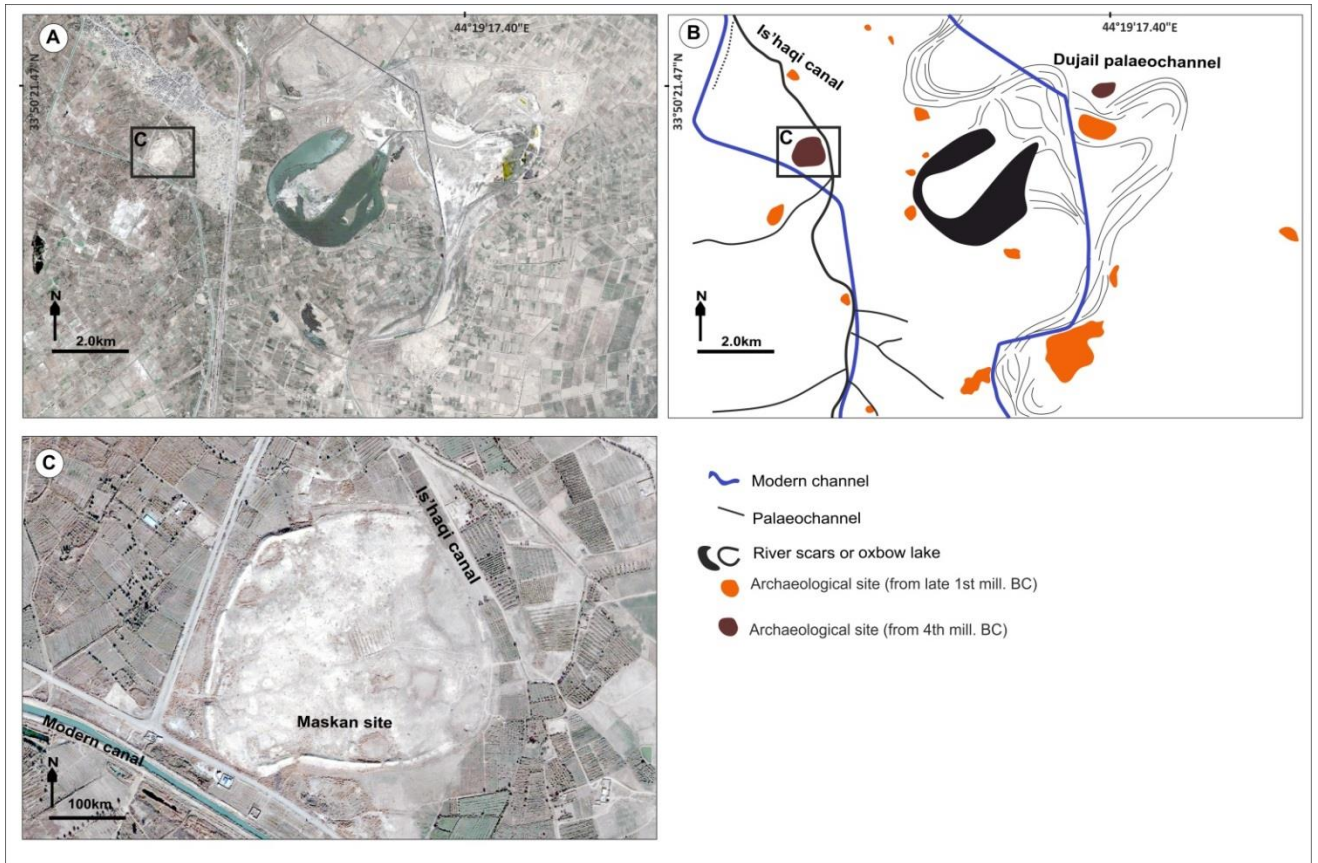 A
44°19'17.40"E
33°50'21.47"N
C
N
2.0km
B
44°19'17.40"E
33°50'21.47"N
Is'haqi canal
Dujail palaeochannel
C
N
2.0km
C
Is'haqi canal
Maskan site
Modern canal
N
100km
Modern channel
Palaeochannel
River scars or oxbow lake
Archaeological site (from late 1st mill. BC)
Archaeological site (from 4th mill. BC)